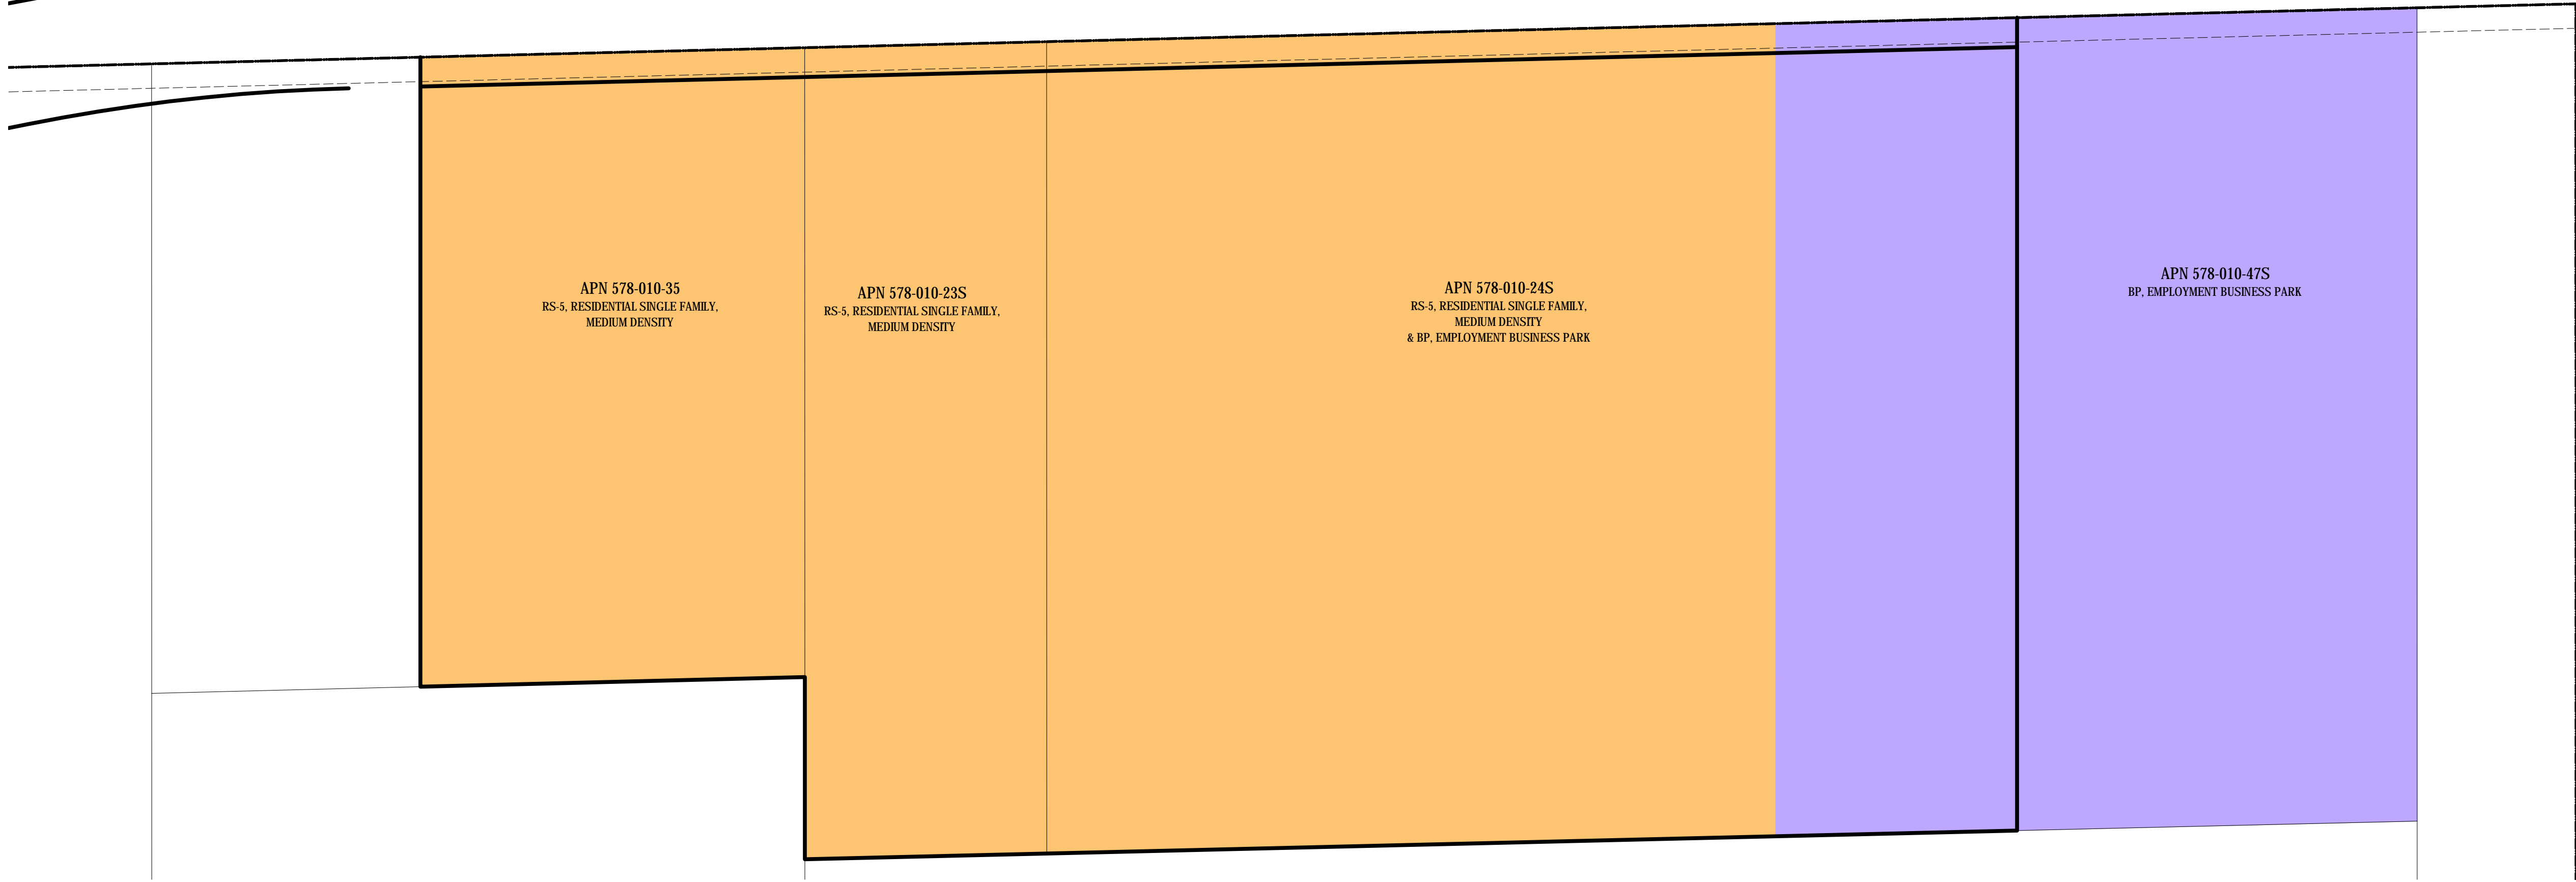 APN 578-010-35
RS-5, RESIDENTIAL SINGLE FAMILY,
MEDIUM DENSITY
APN 578-010-23S
RS-5, RESIDENTIAL SINGLE FAMILY,
MEDIUM DENSITY
APN 578-010-24S
RS-5, RESIDENTIAL SINGLE FAMILY,
MEDIUM DENSITY
& BP, EMPLOYMENT BUSINESS PARK
APN 578-010-47S
BP, EMPLOYMENT BUSINESS PARK